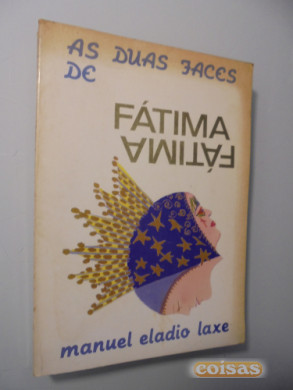 AS DUAS FACES
DE
FÁTIMA
FÁTIMA
manuel eladio laxe
coisas